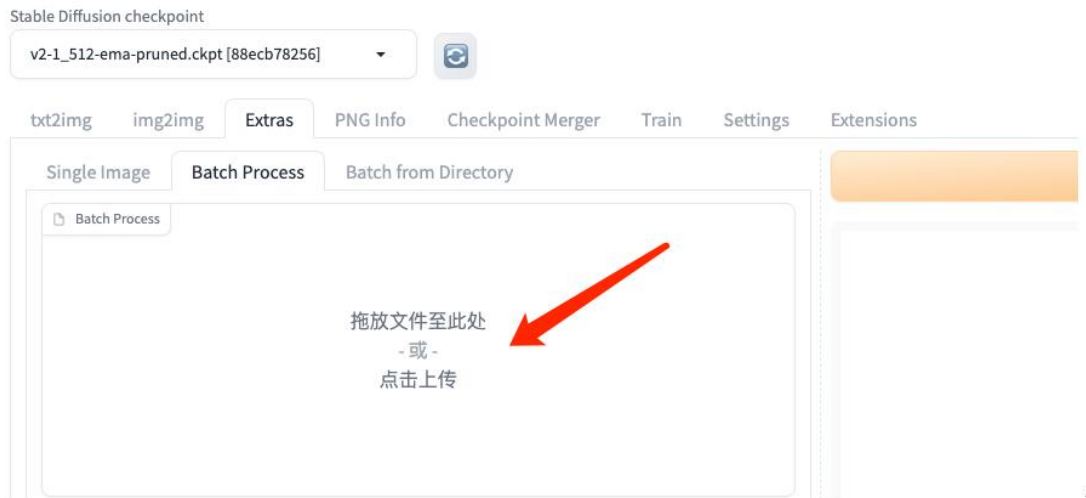 Stable Diffusion checkpoint
v2-1_512-ema-pruned.ckpt [88ecb78256]
txt2img img2img Extras PNG Info Checkpoint Merger Train Settings Extensions
Single Image Batch Process Batch from Directory
Batch Process
拖放文件至此处
- 或 -
点击上传